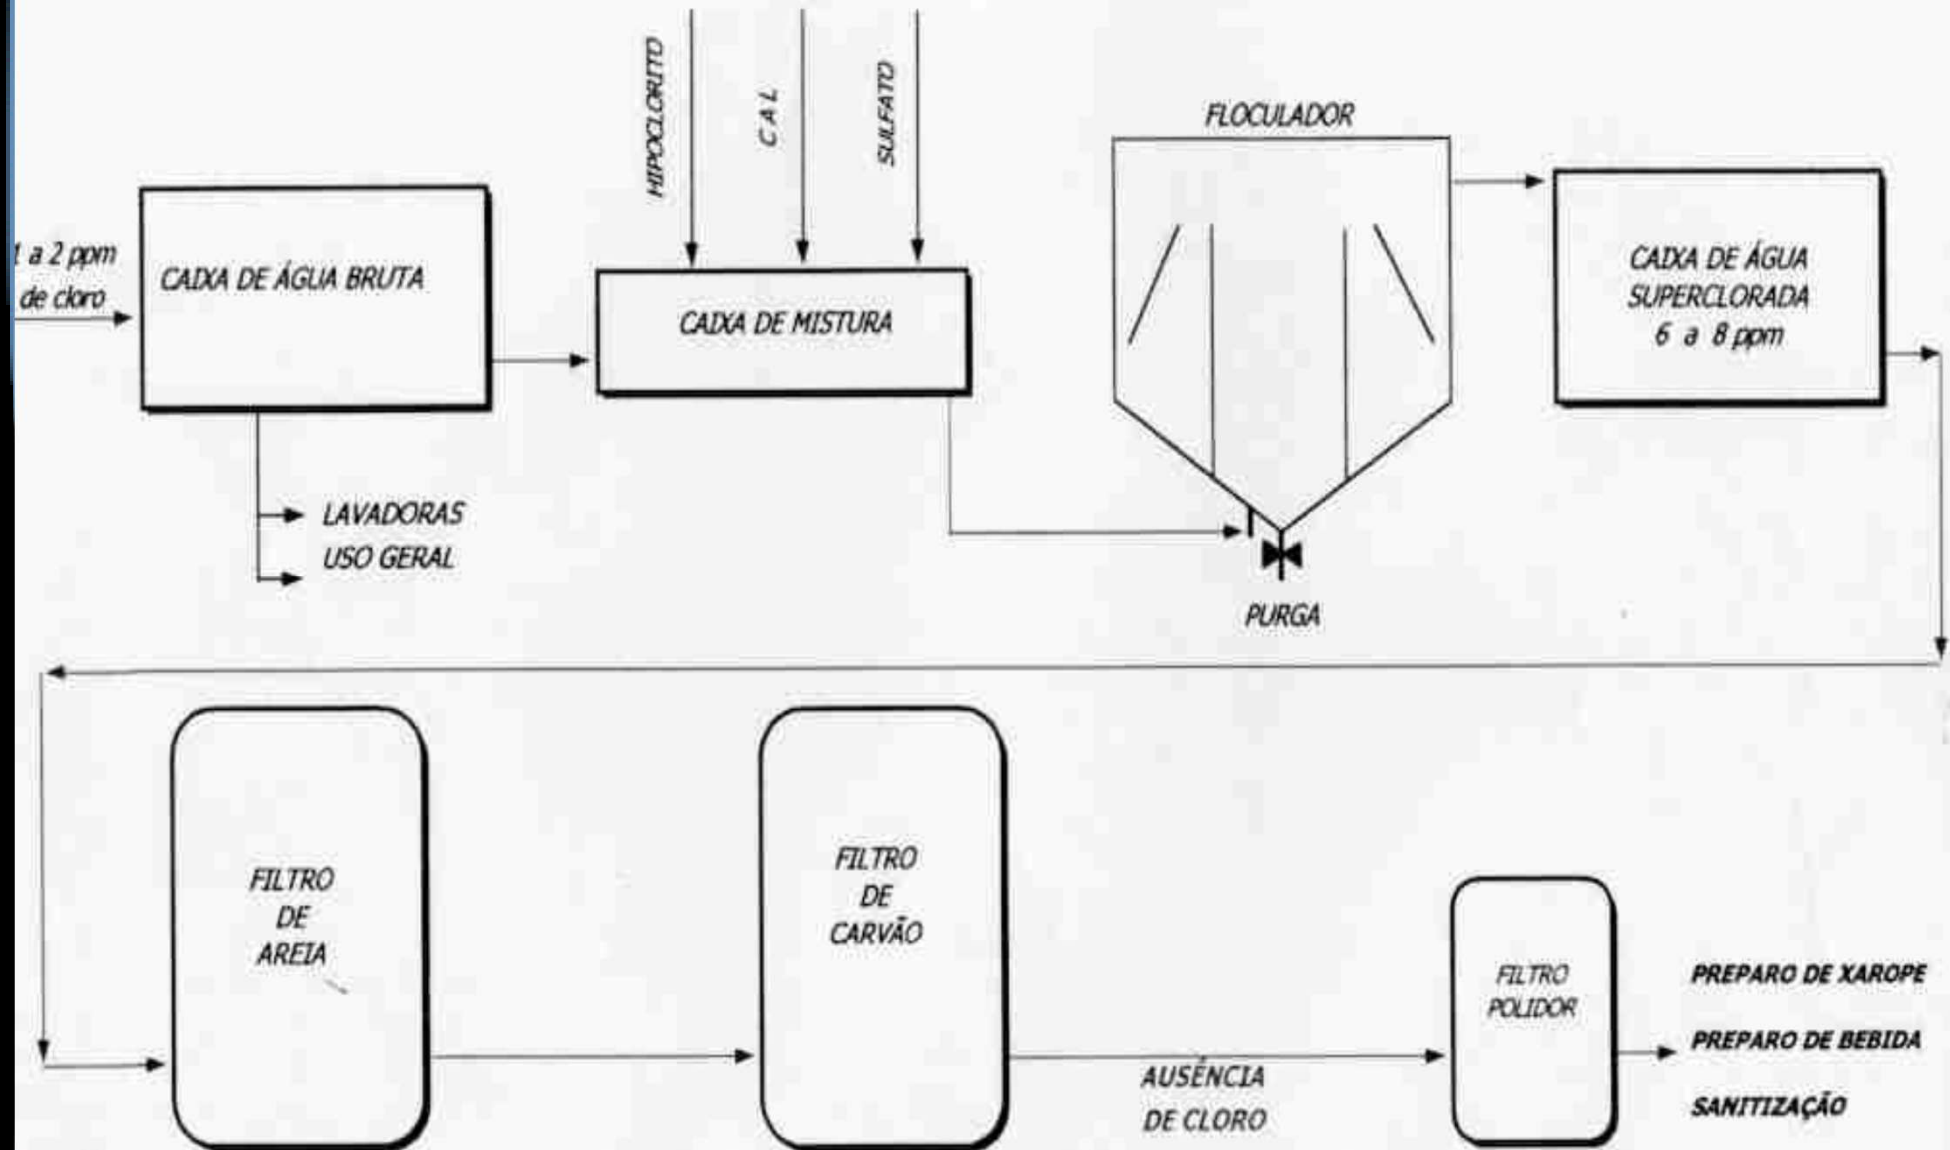 HIPOCLORITO
CAL
SULFATO
FLOCULADOR
1 a 2 ppm
de cloro
CAIXA DE ÁGUA BRUTA
CAIXA DE MISTURA
CAIXA DE ÁGUA
SUPERCLORADA
6 a 8 ppm
LAVADORAS
USO GERAL
PURGA
FILTRO
DE
AREIA
FILTRO
DE
CARVÃO
AUSÊNCIA
DE CLORO
FILTRO
POLIDOR
PREPARO DE XAROPE
PREPARO DE BEBIDA
SANITIZAÇÃO